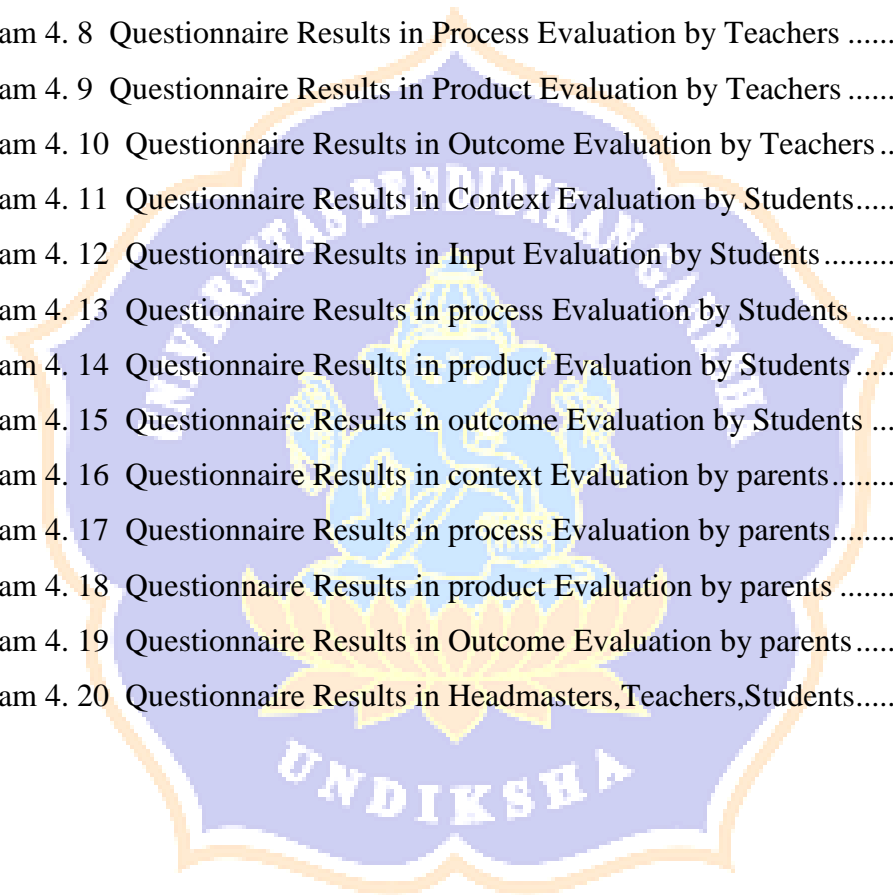 am 4. 8 Questionnaire Results in Process Evaluation by Teachers ......
am 4. 9 Questionnaire Results in Product Evaluation by Teachers ......
am 4. 10 Questionnaire Results in Outcome Evaluation by Teachers ..
am 4. 11 Questionnaire Results in Context Evaluation by Students.....
am 4. 12 Questionnaire Results in Input Evaluation by Students.........
am 4. 13 Questionnaire Results in process Evaluation by Students .....
am 4. 14 Questionnaire Results in product Evaluation by Students .....
am 4. 15 Questionnaire Results in outcome Evaluation by Students ...
am 4. 16 Questionnaire Results in context Evaluation by parents........
am 4. 17 Questionnaire Results in process Evaluation by parents........
am 4. 18 Questionnaire Results in product Evaluation by parents .......
am 4. 19 Questionnaire Results in Outcome Evaluation by parents.....
am 4. 20 Questionnaire Results in Headmasters,Teachers,Students.....
UNIVERSITAS PENDIDIKAN GANESHA
UNDIKSHA